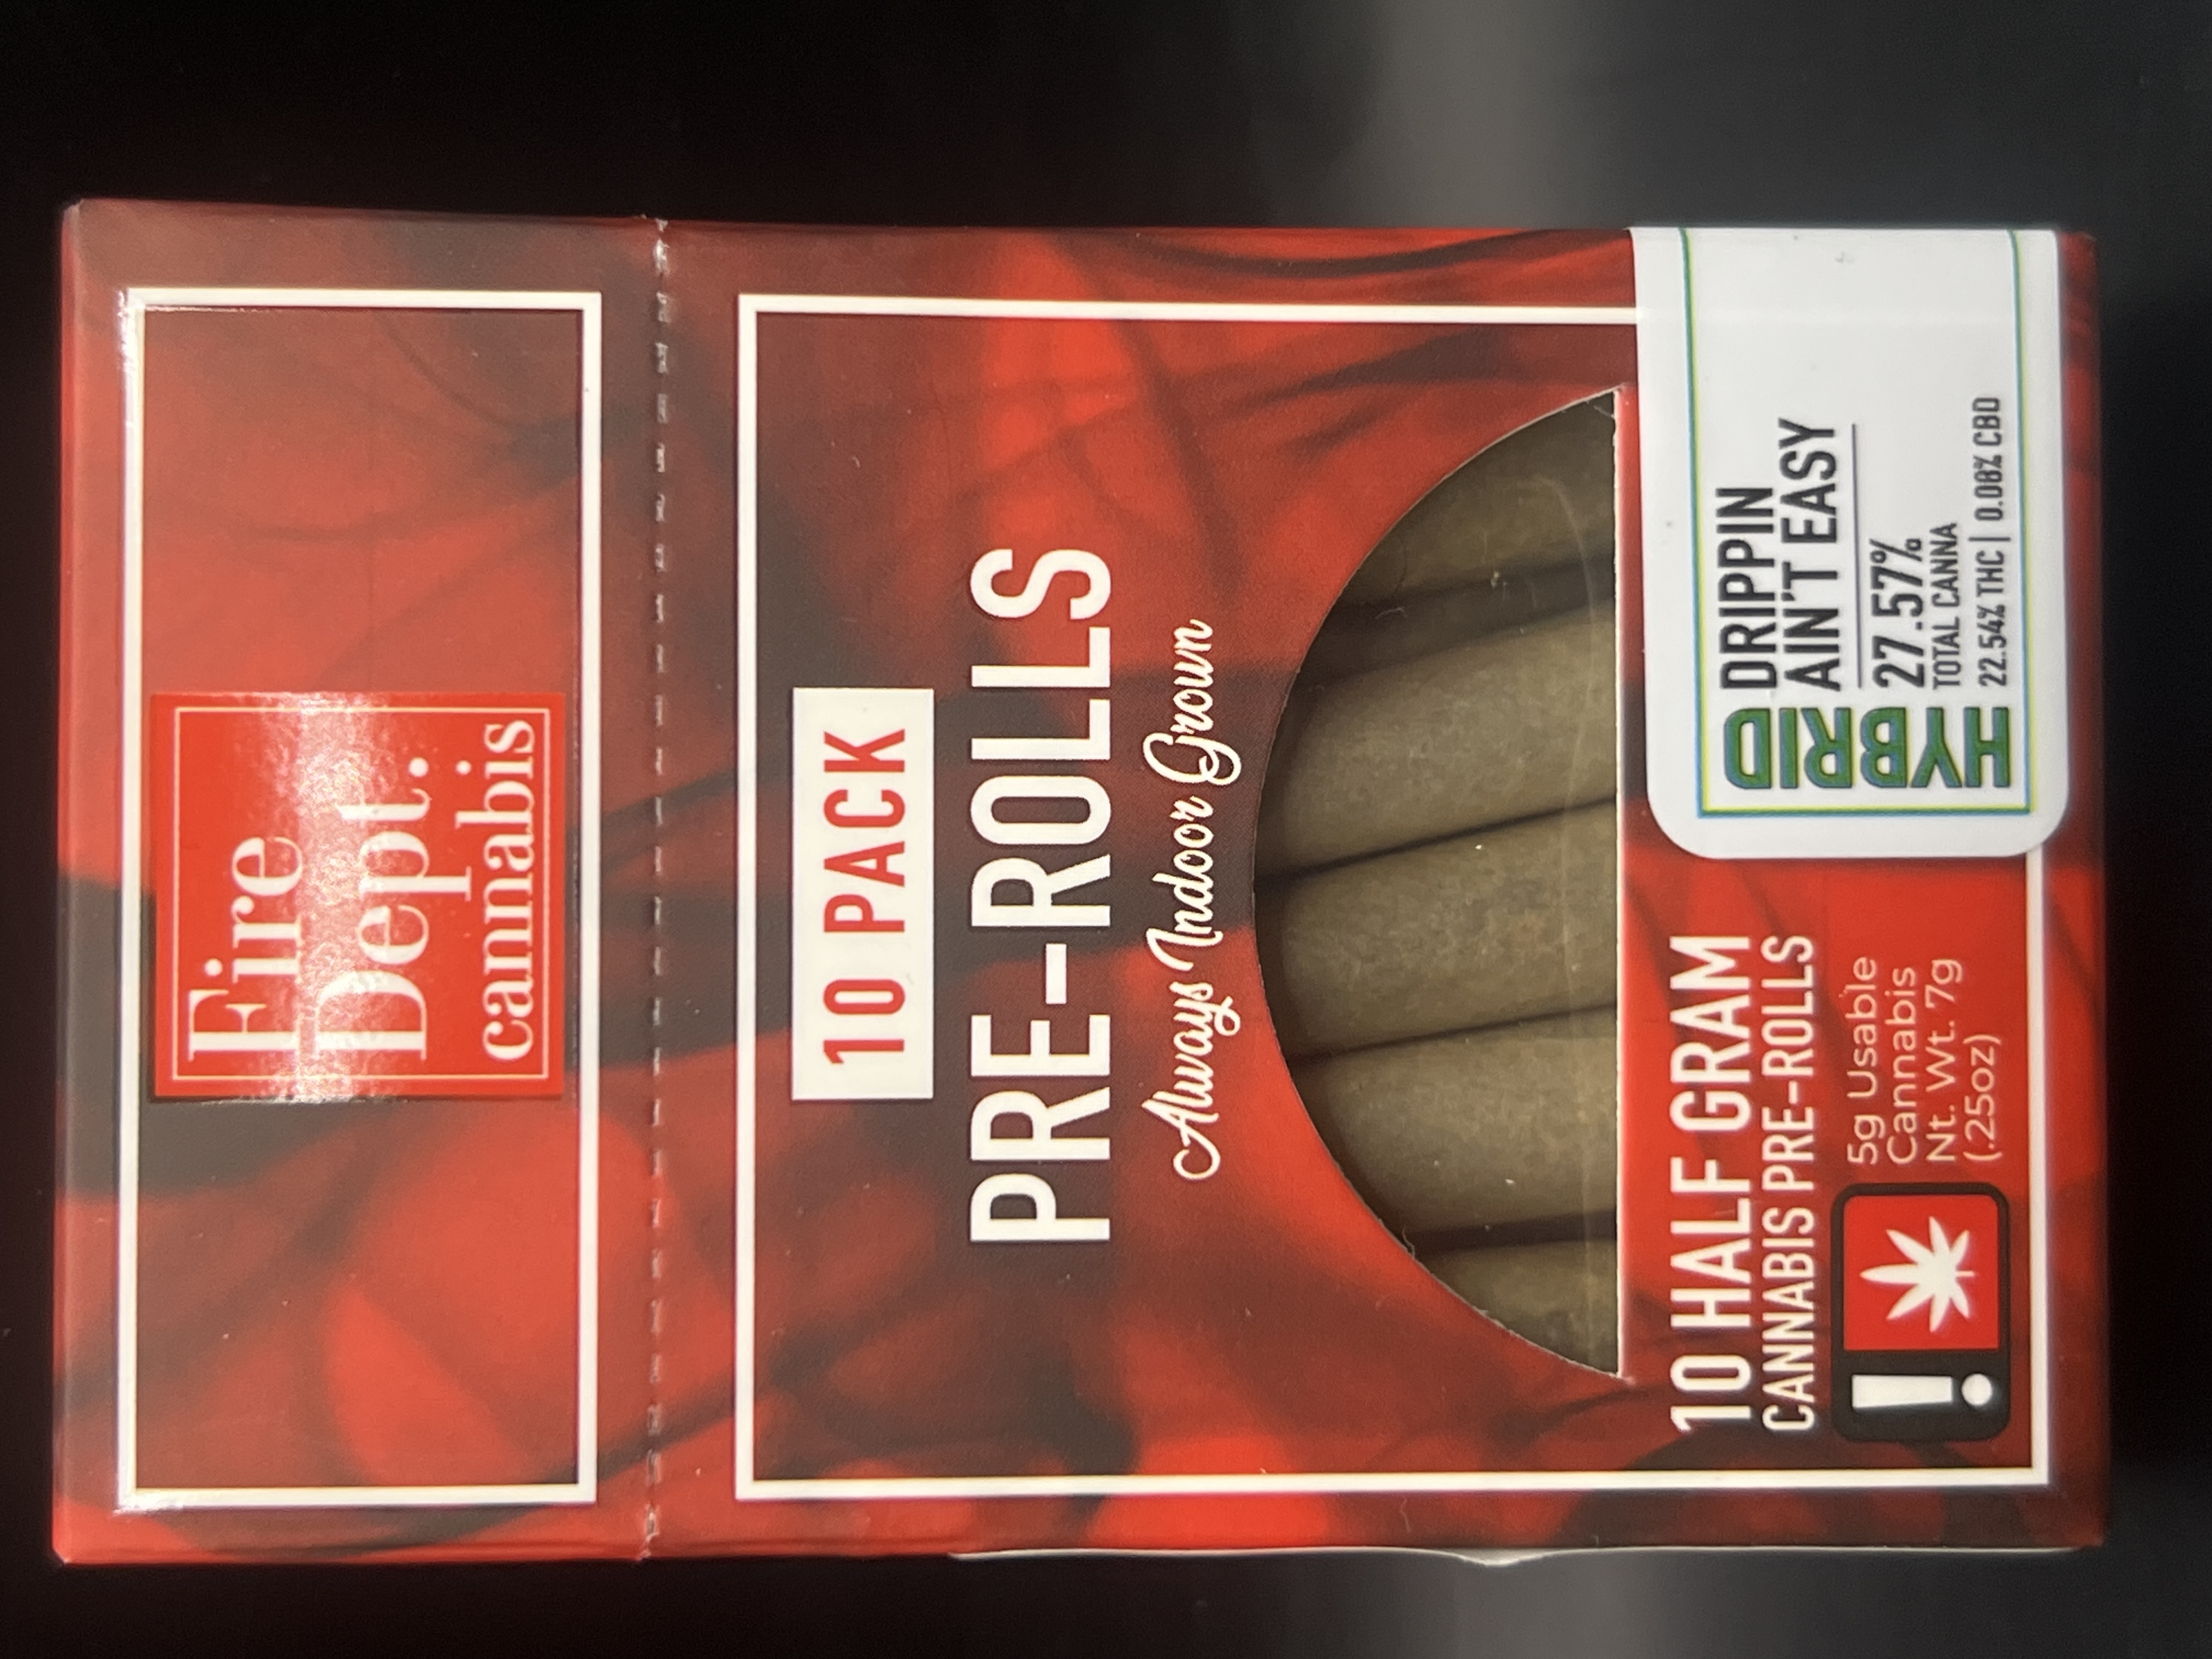 Fire
Dept.
cannabis
10 PACK
PRE-ROLLS
Always Indoor Grown
10 HALF GRAM
CANNABIS PRE-ROLLS
!
5g Usable
Cannabis
Nt. Wt. 7g
(.25oz)
HYBRID
DRIPPIN
AIN'T EASY
27.57%
TOTAL CANNA
22.54% THC | 0.08% CBD